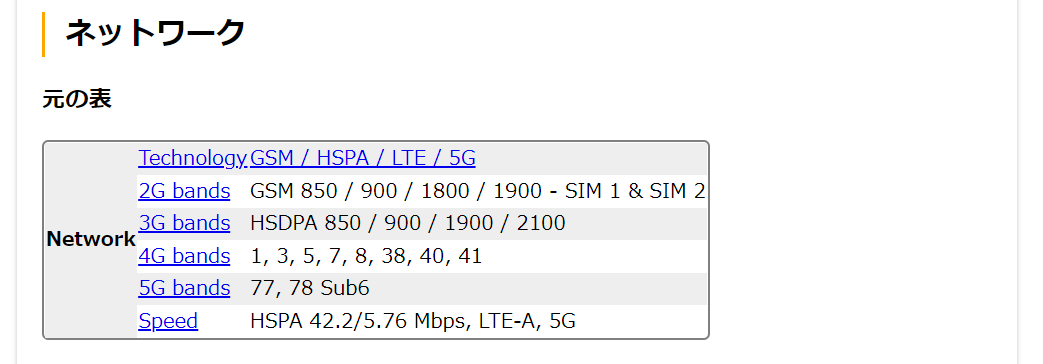 ネットワーク
元の表
Technology GSM / HSPA / LTE / 5G
2G bands GSM 850 / 900 / 1800 / 1900 - SIM 1 & SIM 2
3G bands HSDPA 850 / 900 / 1900 / 2100
Network
4G bands 1, 3, 5, 7, 8, 38, 40, 41
5G bands 77, 78 Sub6
Speed HSPA 42.2/5.76 Mbps, LTE-A, 5G